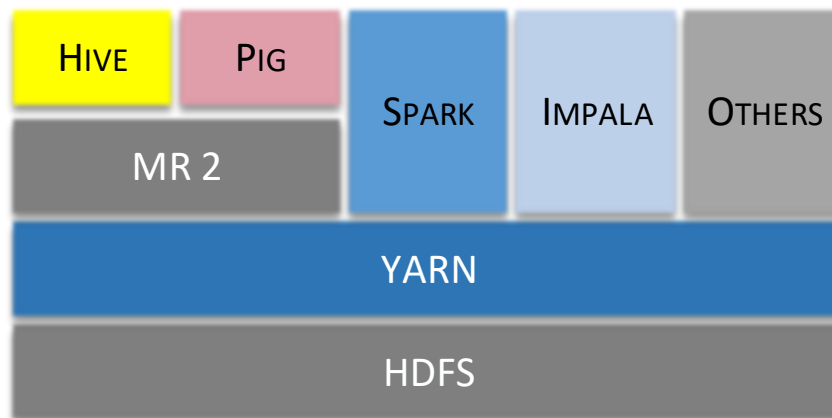 HIVE
PIG
SPARK
IMPALA
OTHERS
MR 2
YARN
HDFS